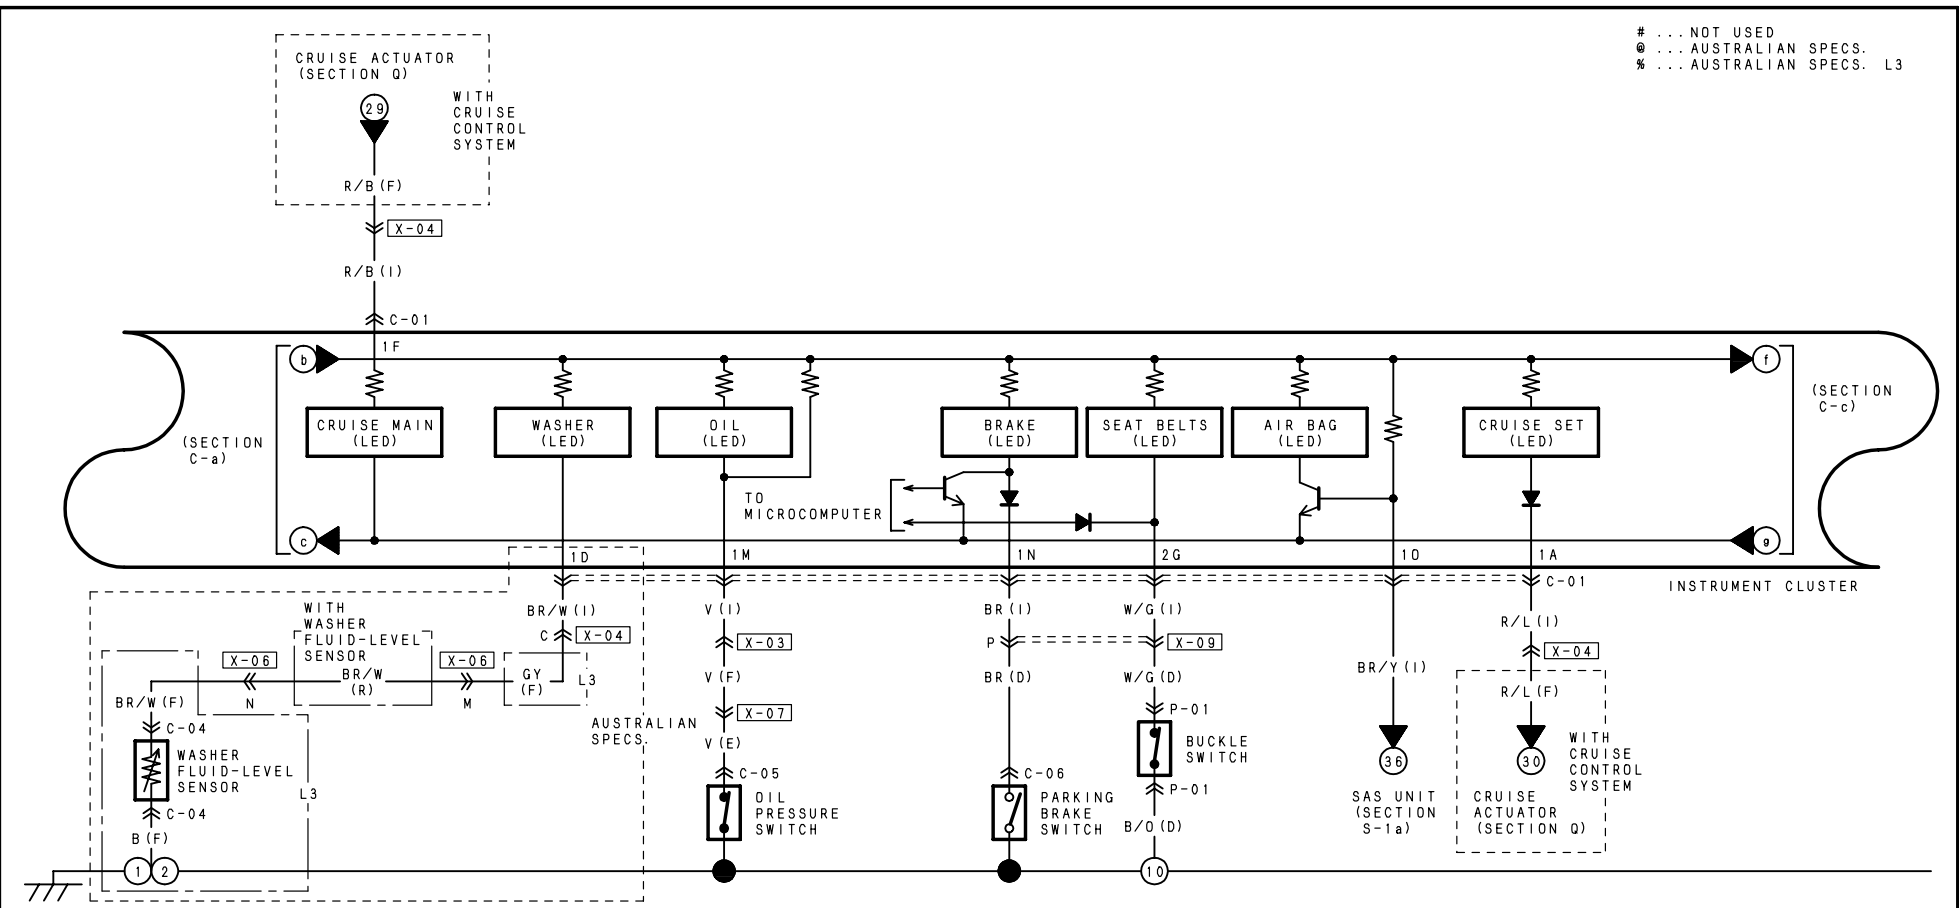 # ... NOT USED
@ ... AUSTRALIAN SPECS.
% ... AUSTRALIAN SPECS. L3
CRUISE ACTUATOR
(SECTION Q)
29
WITH
CRUISE
CONTROL
SYSTEM
R/B (F)
X-04
R/B (I)
C-01
1F
b
f
(SECTION
C-a)
(SECTION
C-c)
CRUISE MAIN
(LED)
WASHER
(LED)
OIL
(LED)
BRAKE
(LED)
SEAT BELTS
(LED)
AIR BAG
(LED)
CRUISE SET
(LED)
TO
MICROCOMPUTER
c
g
1D
1M
1N
2G
1O
1A
C-01
INSTRUMENT CLUSTER
BR/W (I)
V (I)
BR (I)
W/G (I)
R/L (I)
C
X-04
X-03
P
X-09
X-04
WITH
WASHER
FLUID-LEVEL
SENSOR
X-06
X-06
BR/W
(R)
GY
(F)
L3
N
M
BR/W (F)
V (F)
BR (D)
W/G (D)
BR/Y (I)
R/L (F)
C-04
X-07
P-01
AUSTRALIAN
SPECS.
V (E)
WASHER
FLUID-LEVEL
SENSOR
L3
C-04
C-05
C-06
BUCKLE
SWITCH
P-01
36
30
WITH
CRUISE
CONTROL
SYSTEM
OIL
PRESSURE
SWITCH
PARKING
BRAKE
SWITCH
SAS UNIT
(SECTION
S-1a)
CRUISE
ACTUATOR
(SECTION Q)
B (F)
B/O (D)
1
2
10